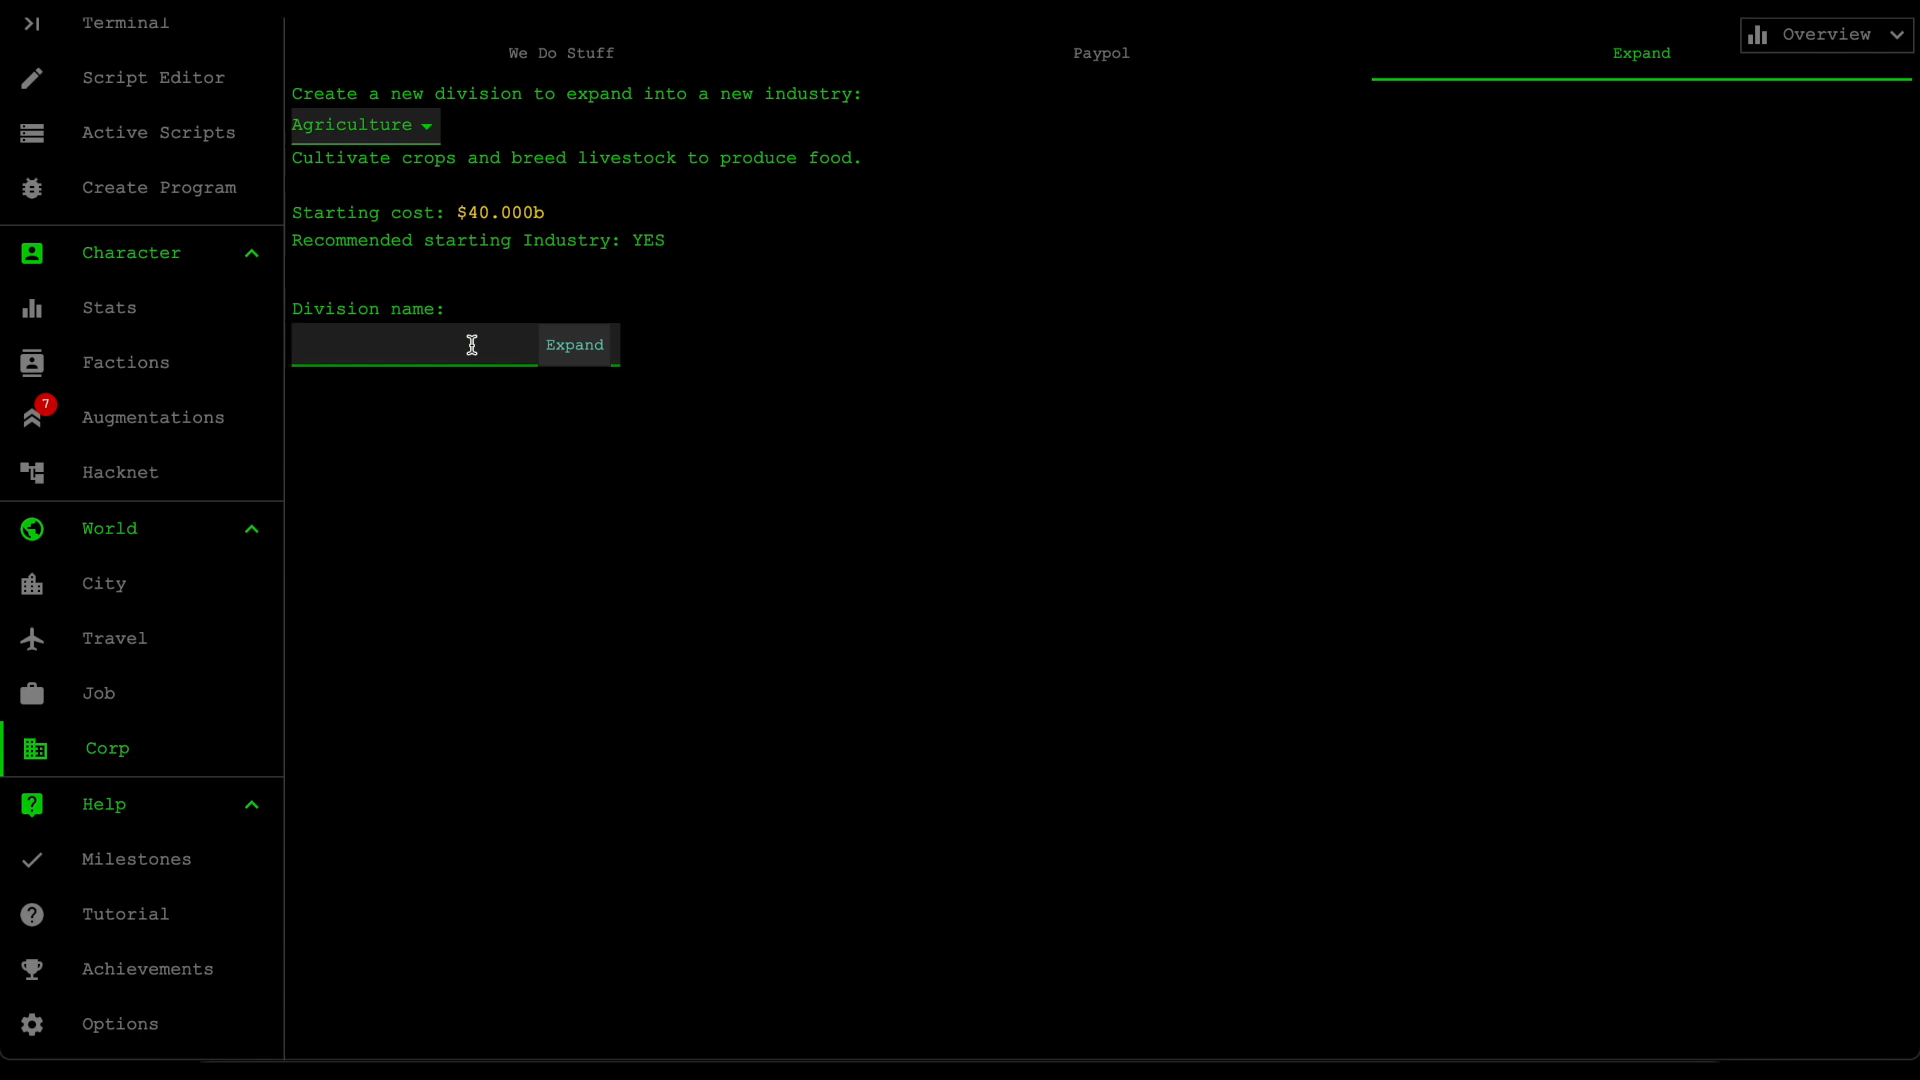 Terminal
Script Editor
Active Scripts
Create Program
Character
Stats
Factions
7
Augmentations
Hacknet
World
City
Travel
Job
Corp
Help
Milestones
?
Tutorial
Achievements
Options
We Do Stuff
Paypol
Expand
Overview
Create a new division to expand into a new industry:
Agriculture
Cultivate crops and breed livestock to produce food.
Starting cost: $40.000b
Recommended starting Industry: YES
Division name:
Expand